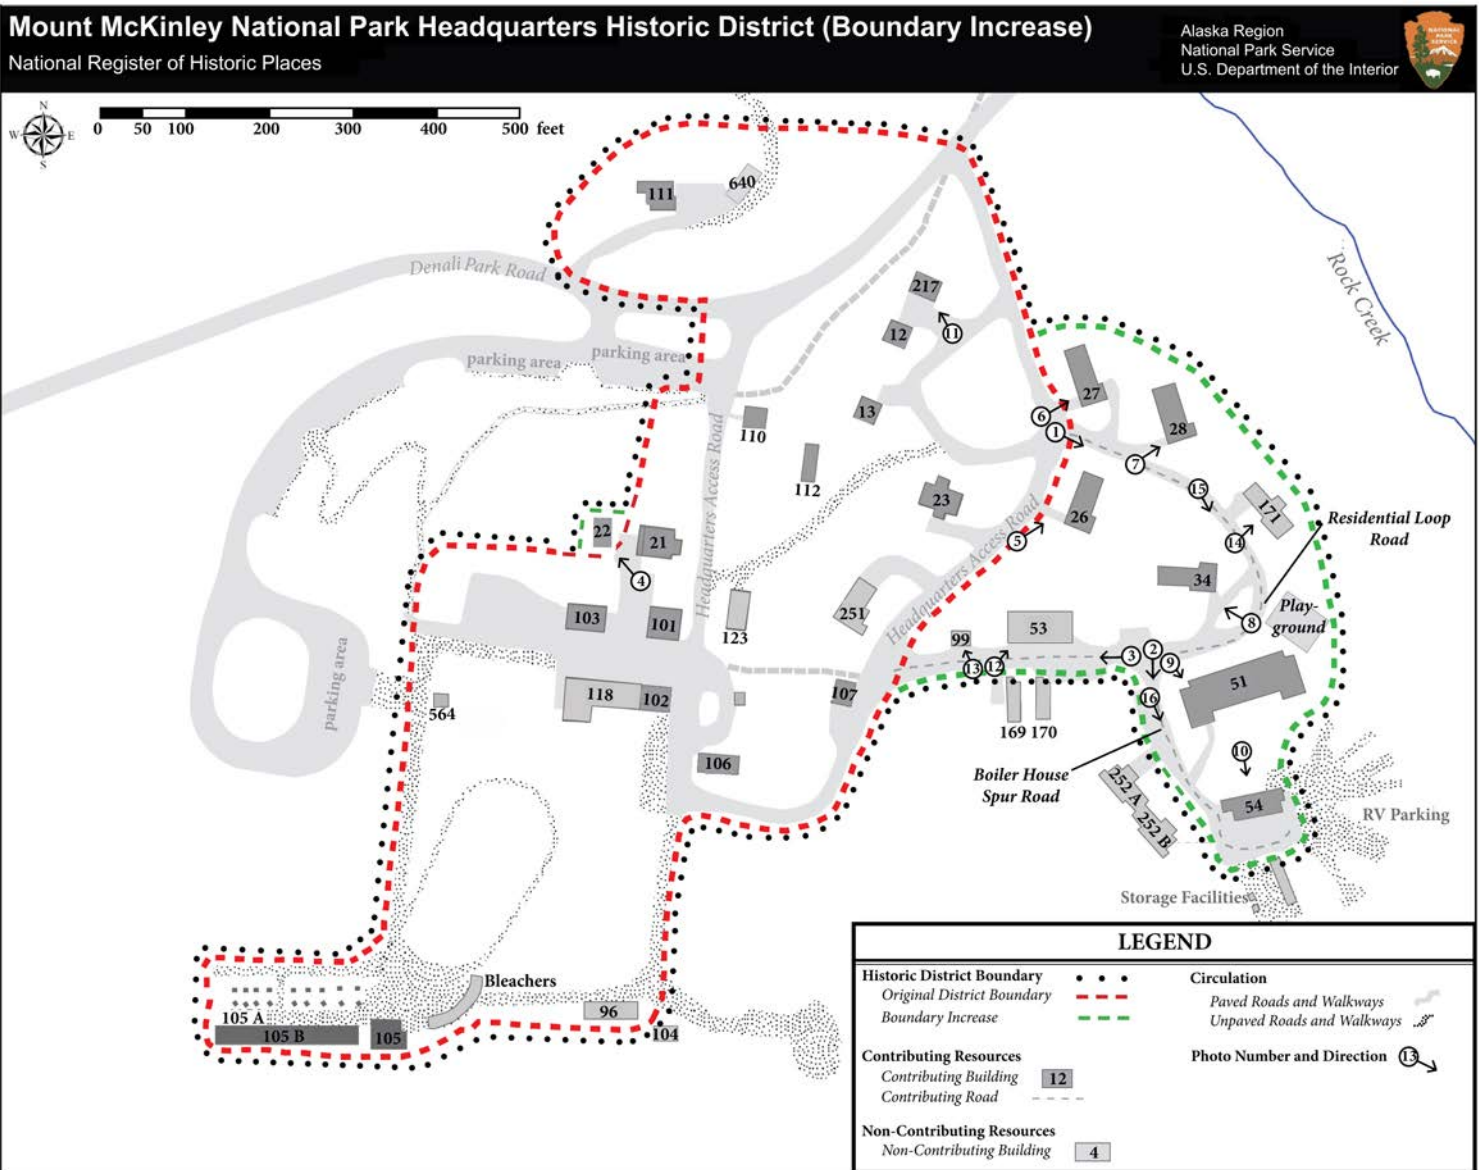 Mount McKinley National Park Headquarters Historic District (Boundary Increase)
National Register of Historic Places
Alaska Region
National Park Service
U.S. Department of the Interior
NATIONAL
PARK
SERVICE
N
W
E
S
0 50 100 200 300 400 500 feet
640
111
Denali Park Road
Rock Creek
217
12
11
parking area
parking area
27
6
13
1
28
110
7
Headquarters Access Road
112
15
23
171
26
Residential Loop
Road
22
21
5
14
4
34
Headquarters Access Road
251
103
101
123
Play-
ground
8
53
99
3
2
9
13
12
parking area
51
118
102
107
16
564
169 170
106
10
Boiler House
Spur Road
252 A
54
252 B
RV Parking
Storage Facilities
Bleachers
96
105 A
105 B
105
104
LEGEND
Historic District Boundary
Original District Boundary
Boundary Increase
Contributing Resources
Contributing Building 12
Contributing Road
Non-Contributing Resources
Non-Contributing Building 4
Circulation
Paved Roads and Walkways
Unpaved Roads and Walkways
Photo Number and Direction 13